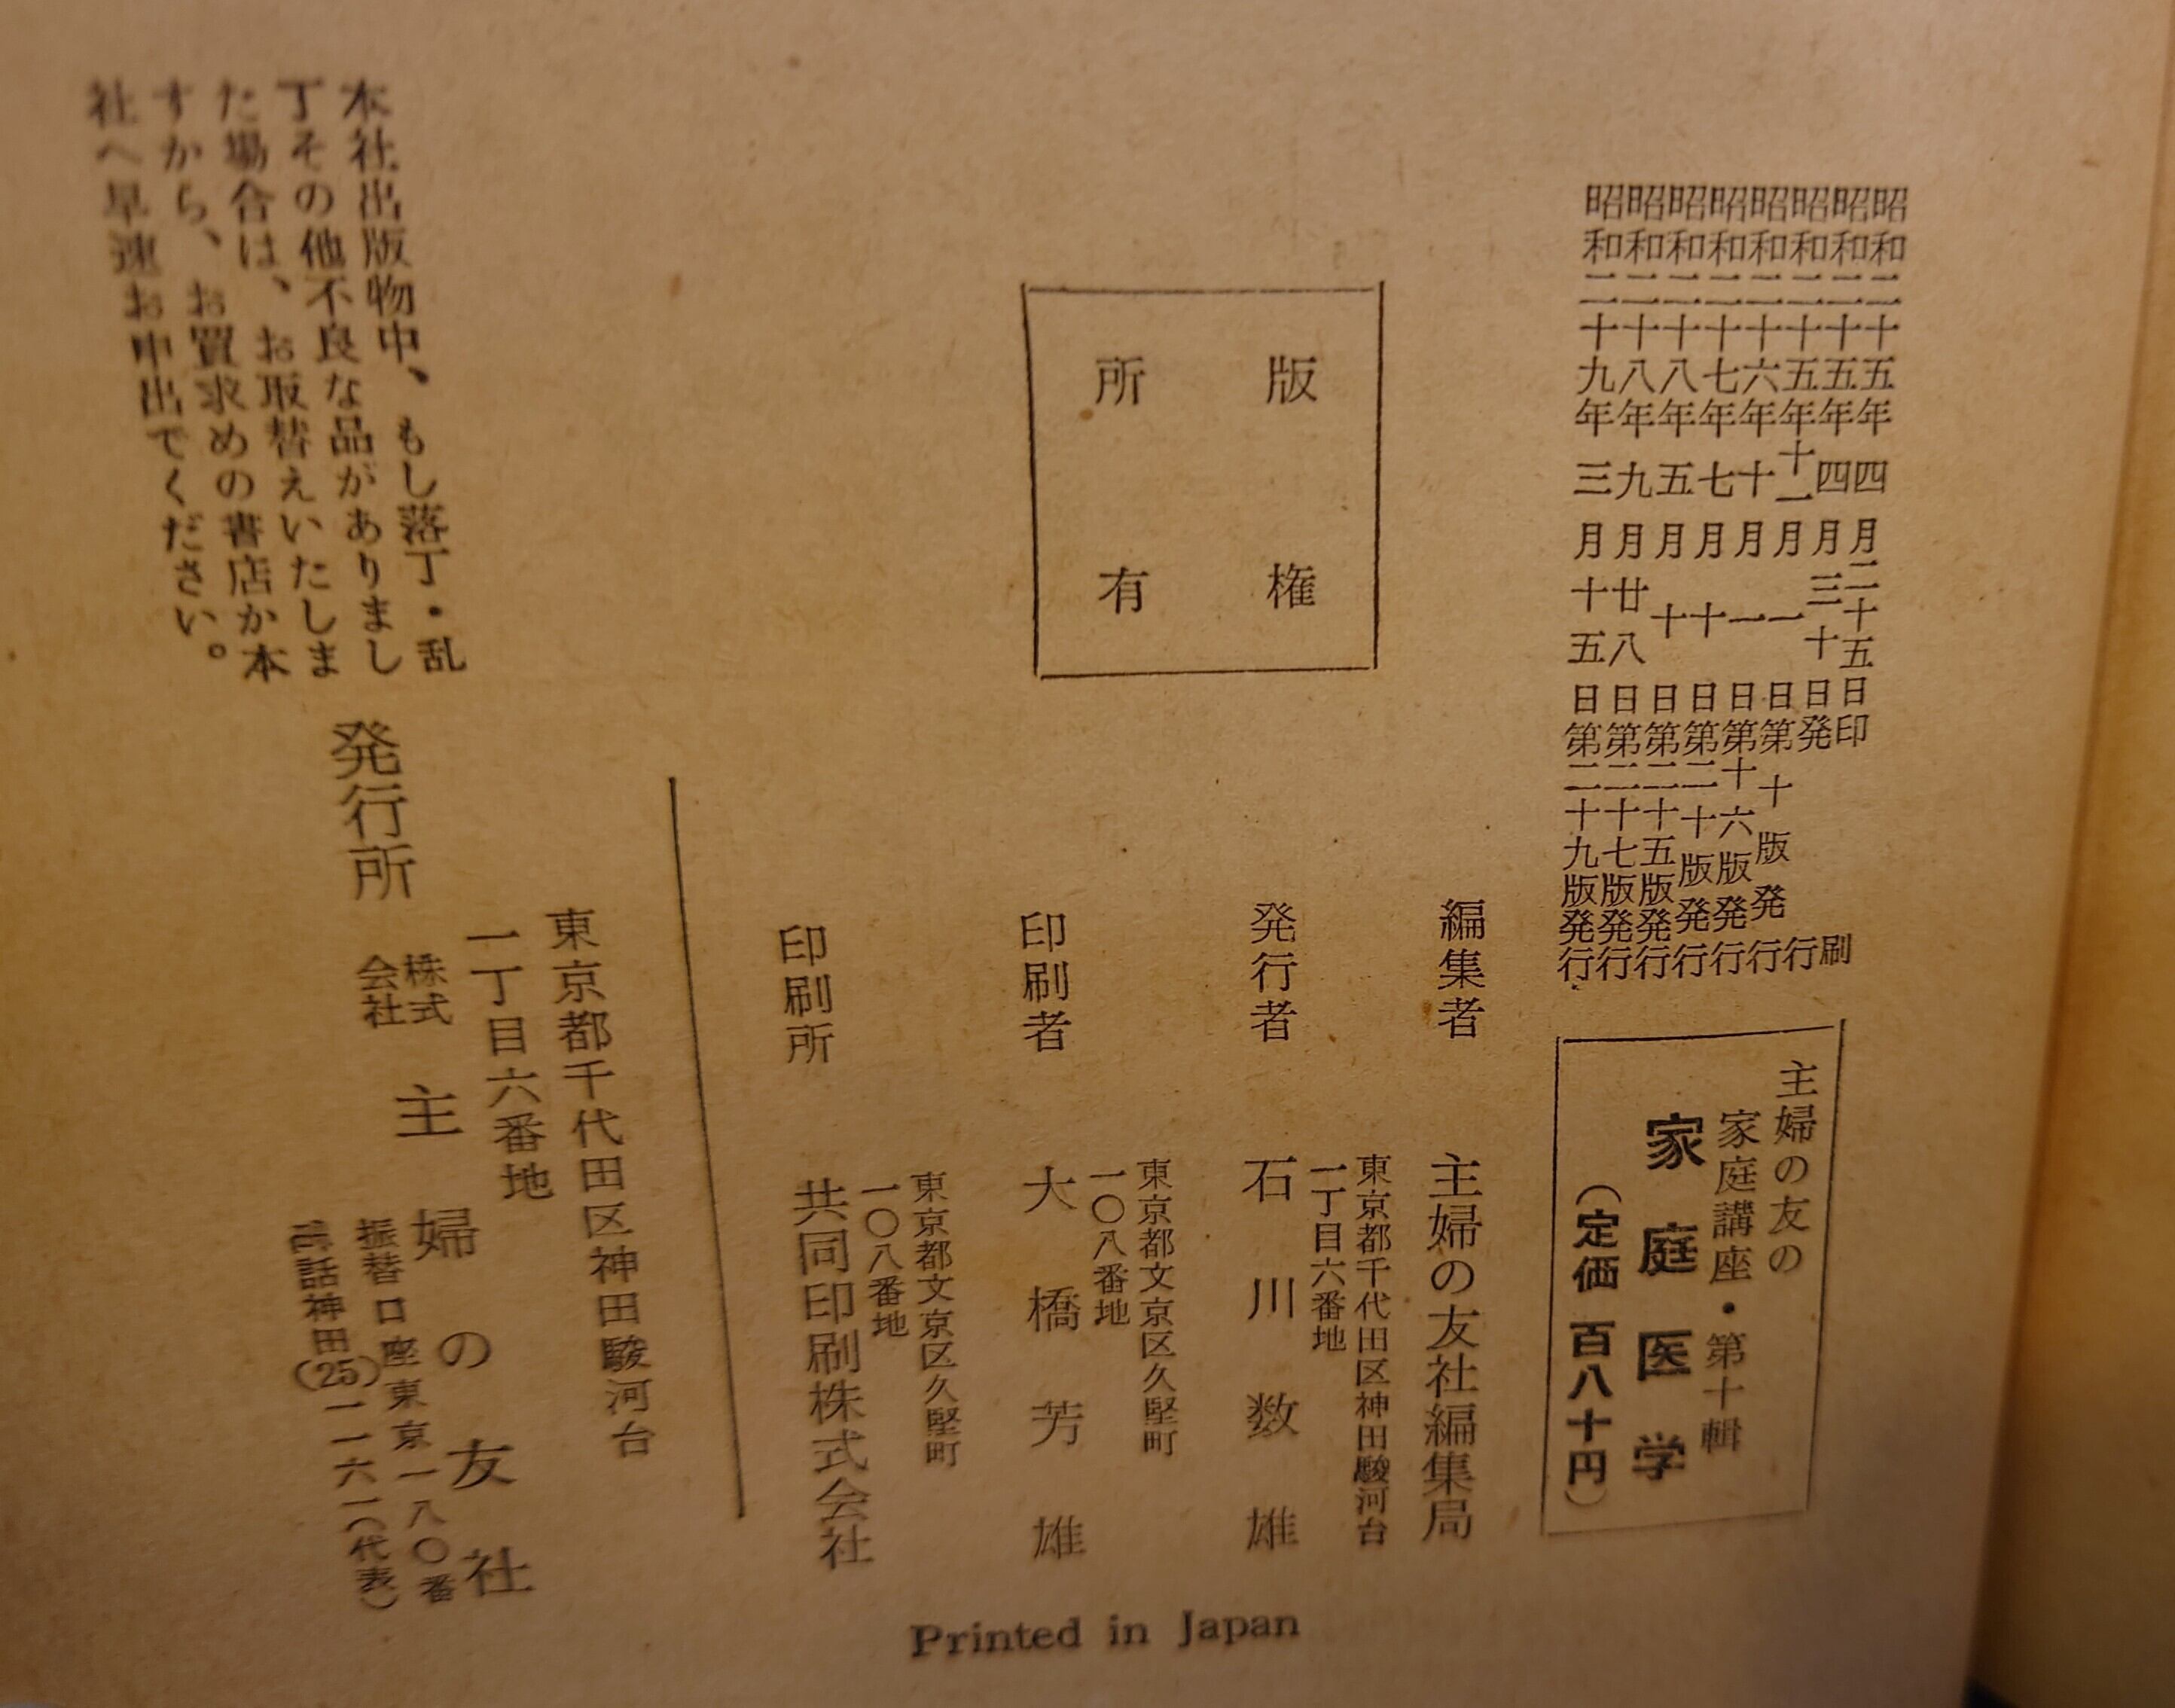 昭和二十五年四月二十五日印刷
昭和二十五年四月三十日発行
昭和二十五年十一月一日第十版発行
昭和二十六年十月一日第十六版発行
昭和二十七年七月十日第二十版発行
昭和二十八年五月十日第二十五版発行
昭和二十八年九月廿八日第二十七版発行
昭和二十九年三月十五日第二十九版発行
主婦の友の
家庭講座・第十輯
家庭医学
（定価 百八十円）
版権
所有
編集者 主婦の友社編集局
東京都千代田区神田駿河台
一丁目六番地
発行者 石川数雄
東京都文京区久堅町
一〇八番地
印刷者 大橋芳雄
東京都文京区久堅町
一〇八番地
印刷所 共同印刷株式会社
本社出版物中、もし落丁・乱
丁その他不良な品がありまし
た場合は、お取替えいたしま
すから、お買求めの書店か本
社へ早速お申出でください。
東京都千代田区神田駿河台
一丁目六番地
発行所 株式会社 主婦の友社
振替口座東京一八〇番
電話神田(25)一一六一(代表)
Printed in Japan